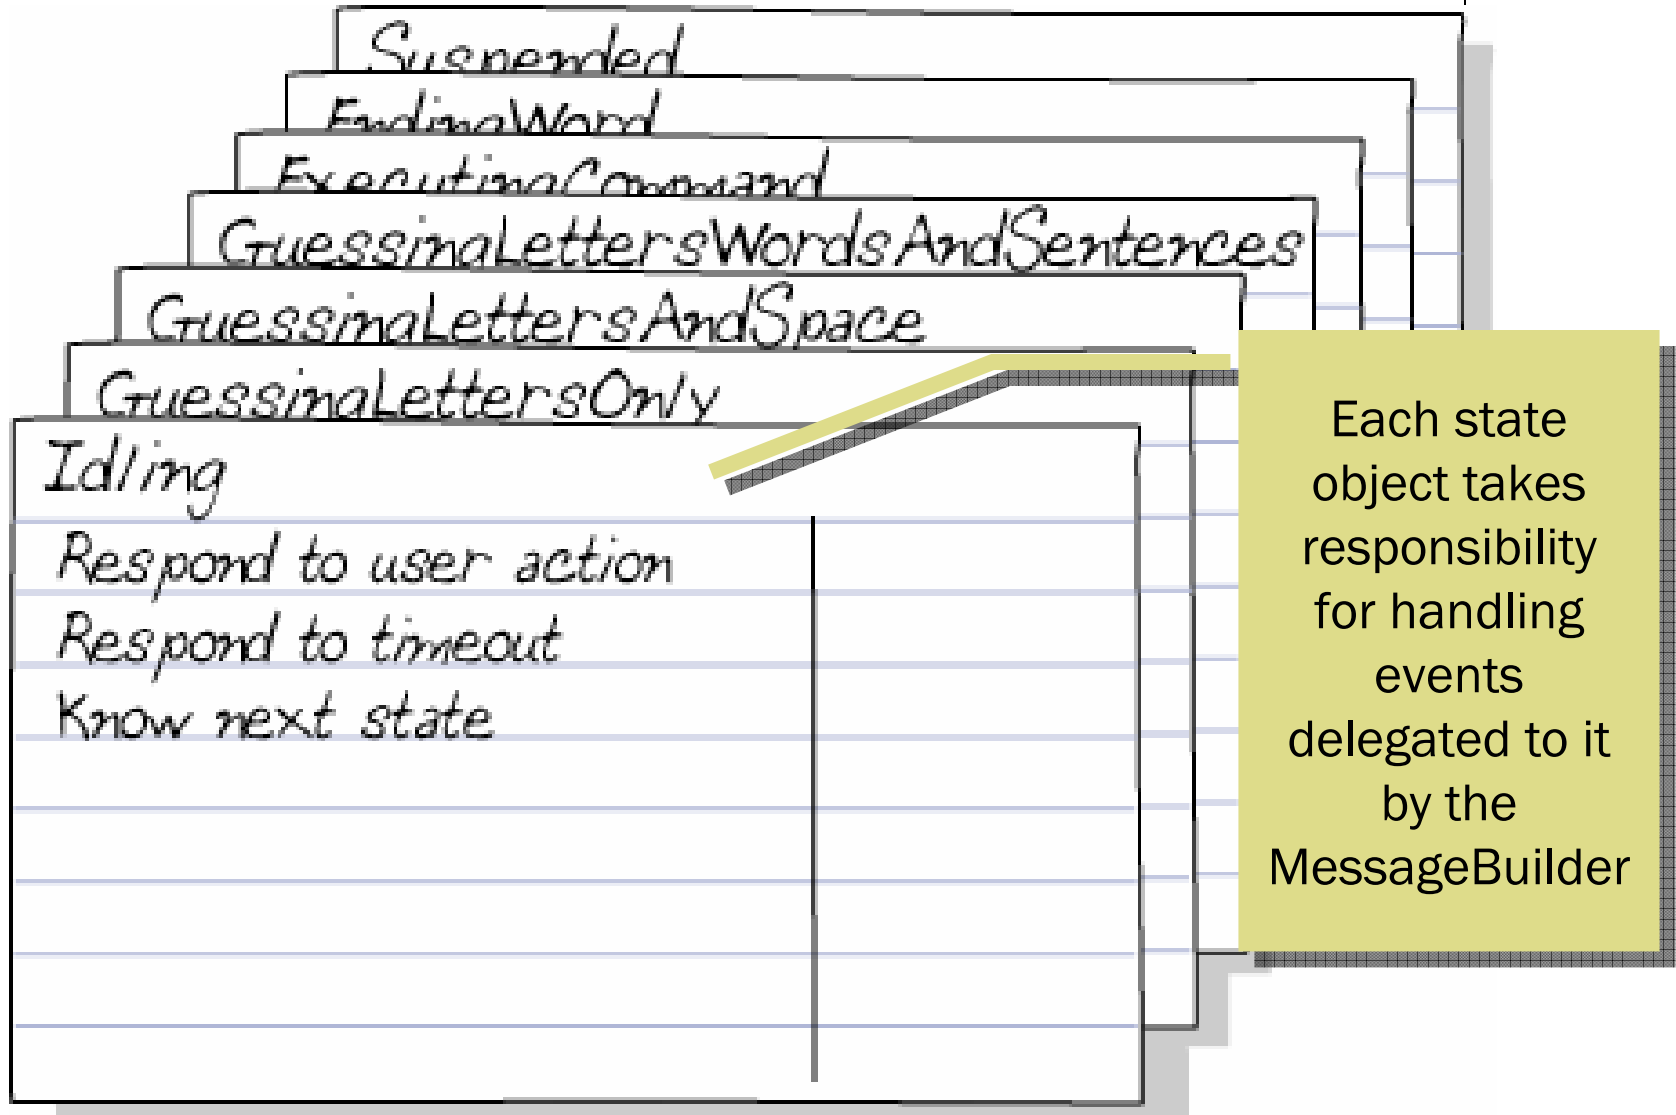 Suspended
EndingWord
ExecutingCommand
GuessingLettersWordsAndSentences
GuessingLettersAndSpace
GuessingLettersOnly
Idling
Respond to user action
Respond to timeout
Know next state
Each state
object takes
responsibility
for handling
events
delegated to it
by the
MessageBuilder